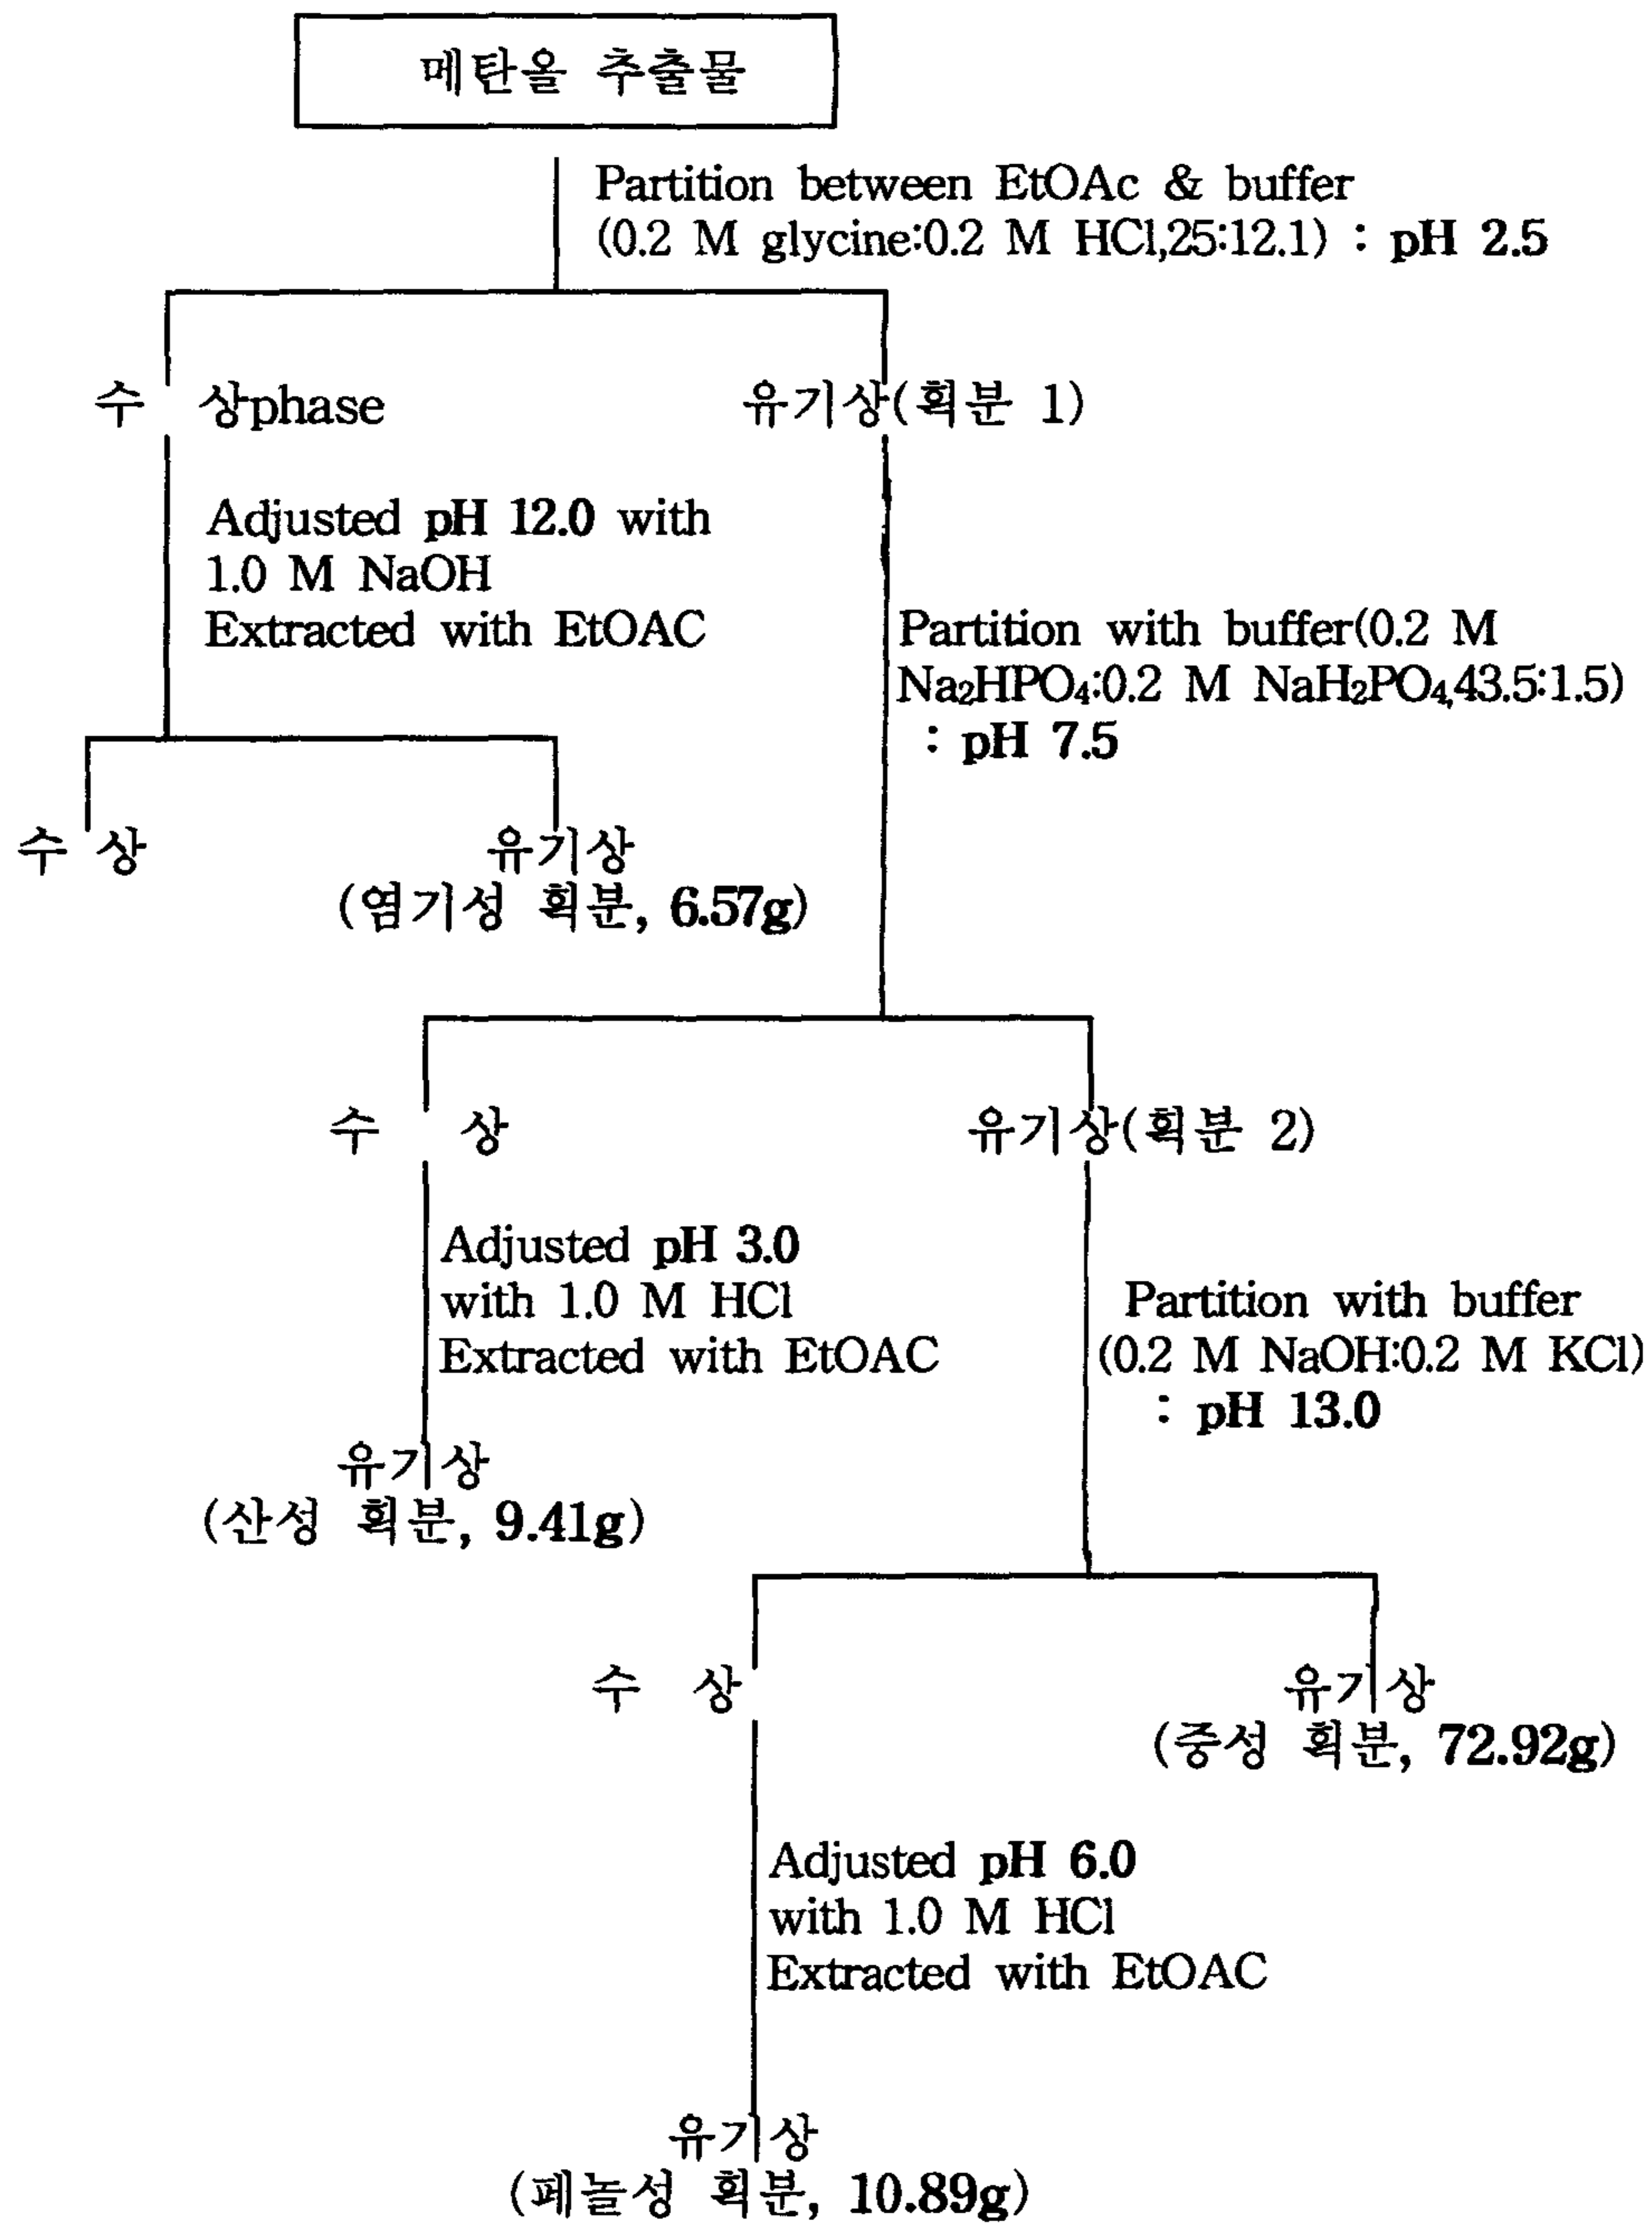 메탄올 추출물
Partition between EtOAc & buffer
(0.2 M glycine:0.2 M HCl,25:12.1) : pH 2.5
수 상phase
유기상(획분 1)
Adjusted pH 12.0 with
1.0 M NaOH
Extracted with EtOAC
Partition with buffer(0.2 M
Na₂HPO₄:0.2 M NaH₂PO₄,43.5:1.5)
: pH 7.5
수 상
유기상
(염기성 획분, 6.57g)
수 상
유기상(획분 2)
Adjusted pH 3.0
with 1.0 M HCl
Extracted with EtOAC
Partition with buffer
(0.2 M NaOH:0.2 M KCl)
: pH 13.0
유기상
(산성 획분, 9.41g)
수 상
유기상
(중성 획분, 72.92g)
Adjusted pH 6.0
with 1.0 M HCl
Extracted with EtOAC
유기상
(페놀성 획분, 10.89g)